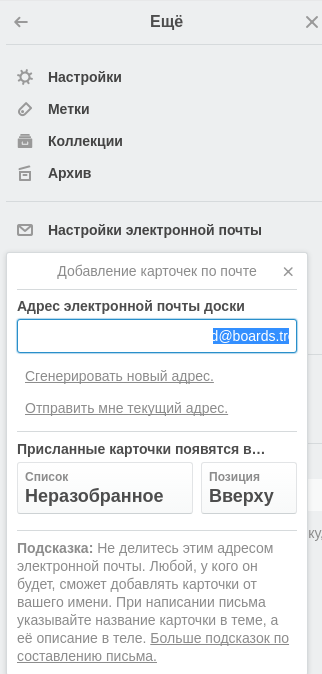 Ещё
Настройки
Метки
Коллекции
Архив
Настройки электронной почты
Добавление карточек по почте
Адрес электронной почты доски
d@boards.tr
Сгенерировать новый адрес.
Отправить мне текущий адрес.
Присланные карточки появятся в…
Список
Неразобранное
Позиция
Вверху
Подсказка: Не делитесь этим адресом
электронной почты. Любой, у кого он
будет, сможет добавлять карточки от
вашего имени. При написании письма
указывайте название карточки в теме, а
её описание в теле. Больше подсказок по
составлению письма.